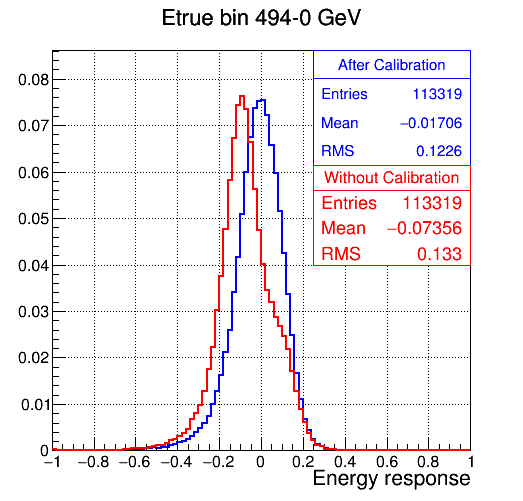 Etrue bin 494-0 GeV
After Calibration
Entries 113319
Mean −0.01706
RMS 0.1226
Without Calibration
Entries 113319
Mean −0.07356
RMS 0.133
0.08
0.07
0.06
0.05
0.04
0.03
0.02
0.01
0
−1 −0.8 −0.6 −0.4 −0.2 0 0.2 0.4 0.6 0.8 1
Energy response